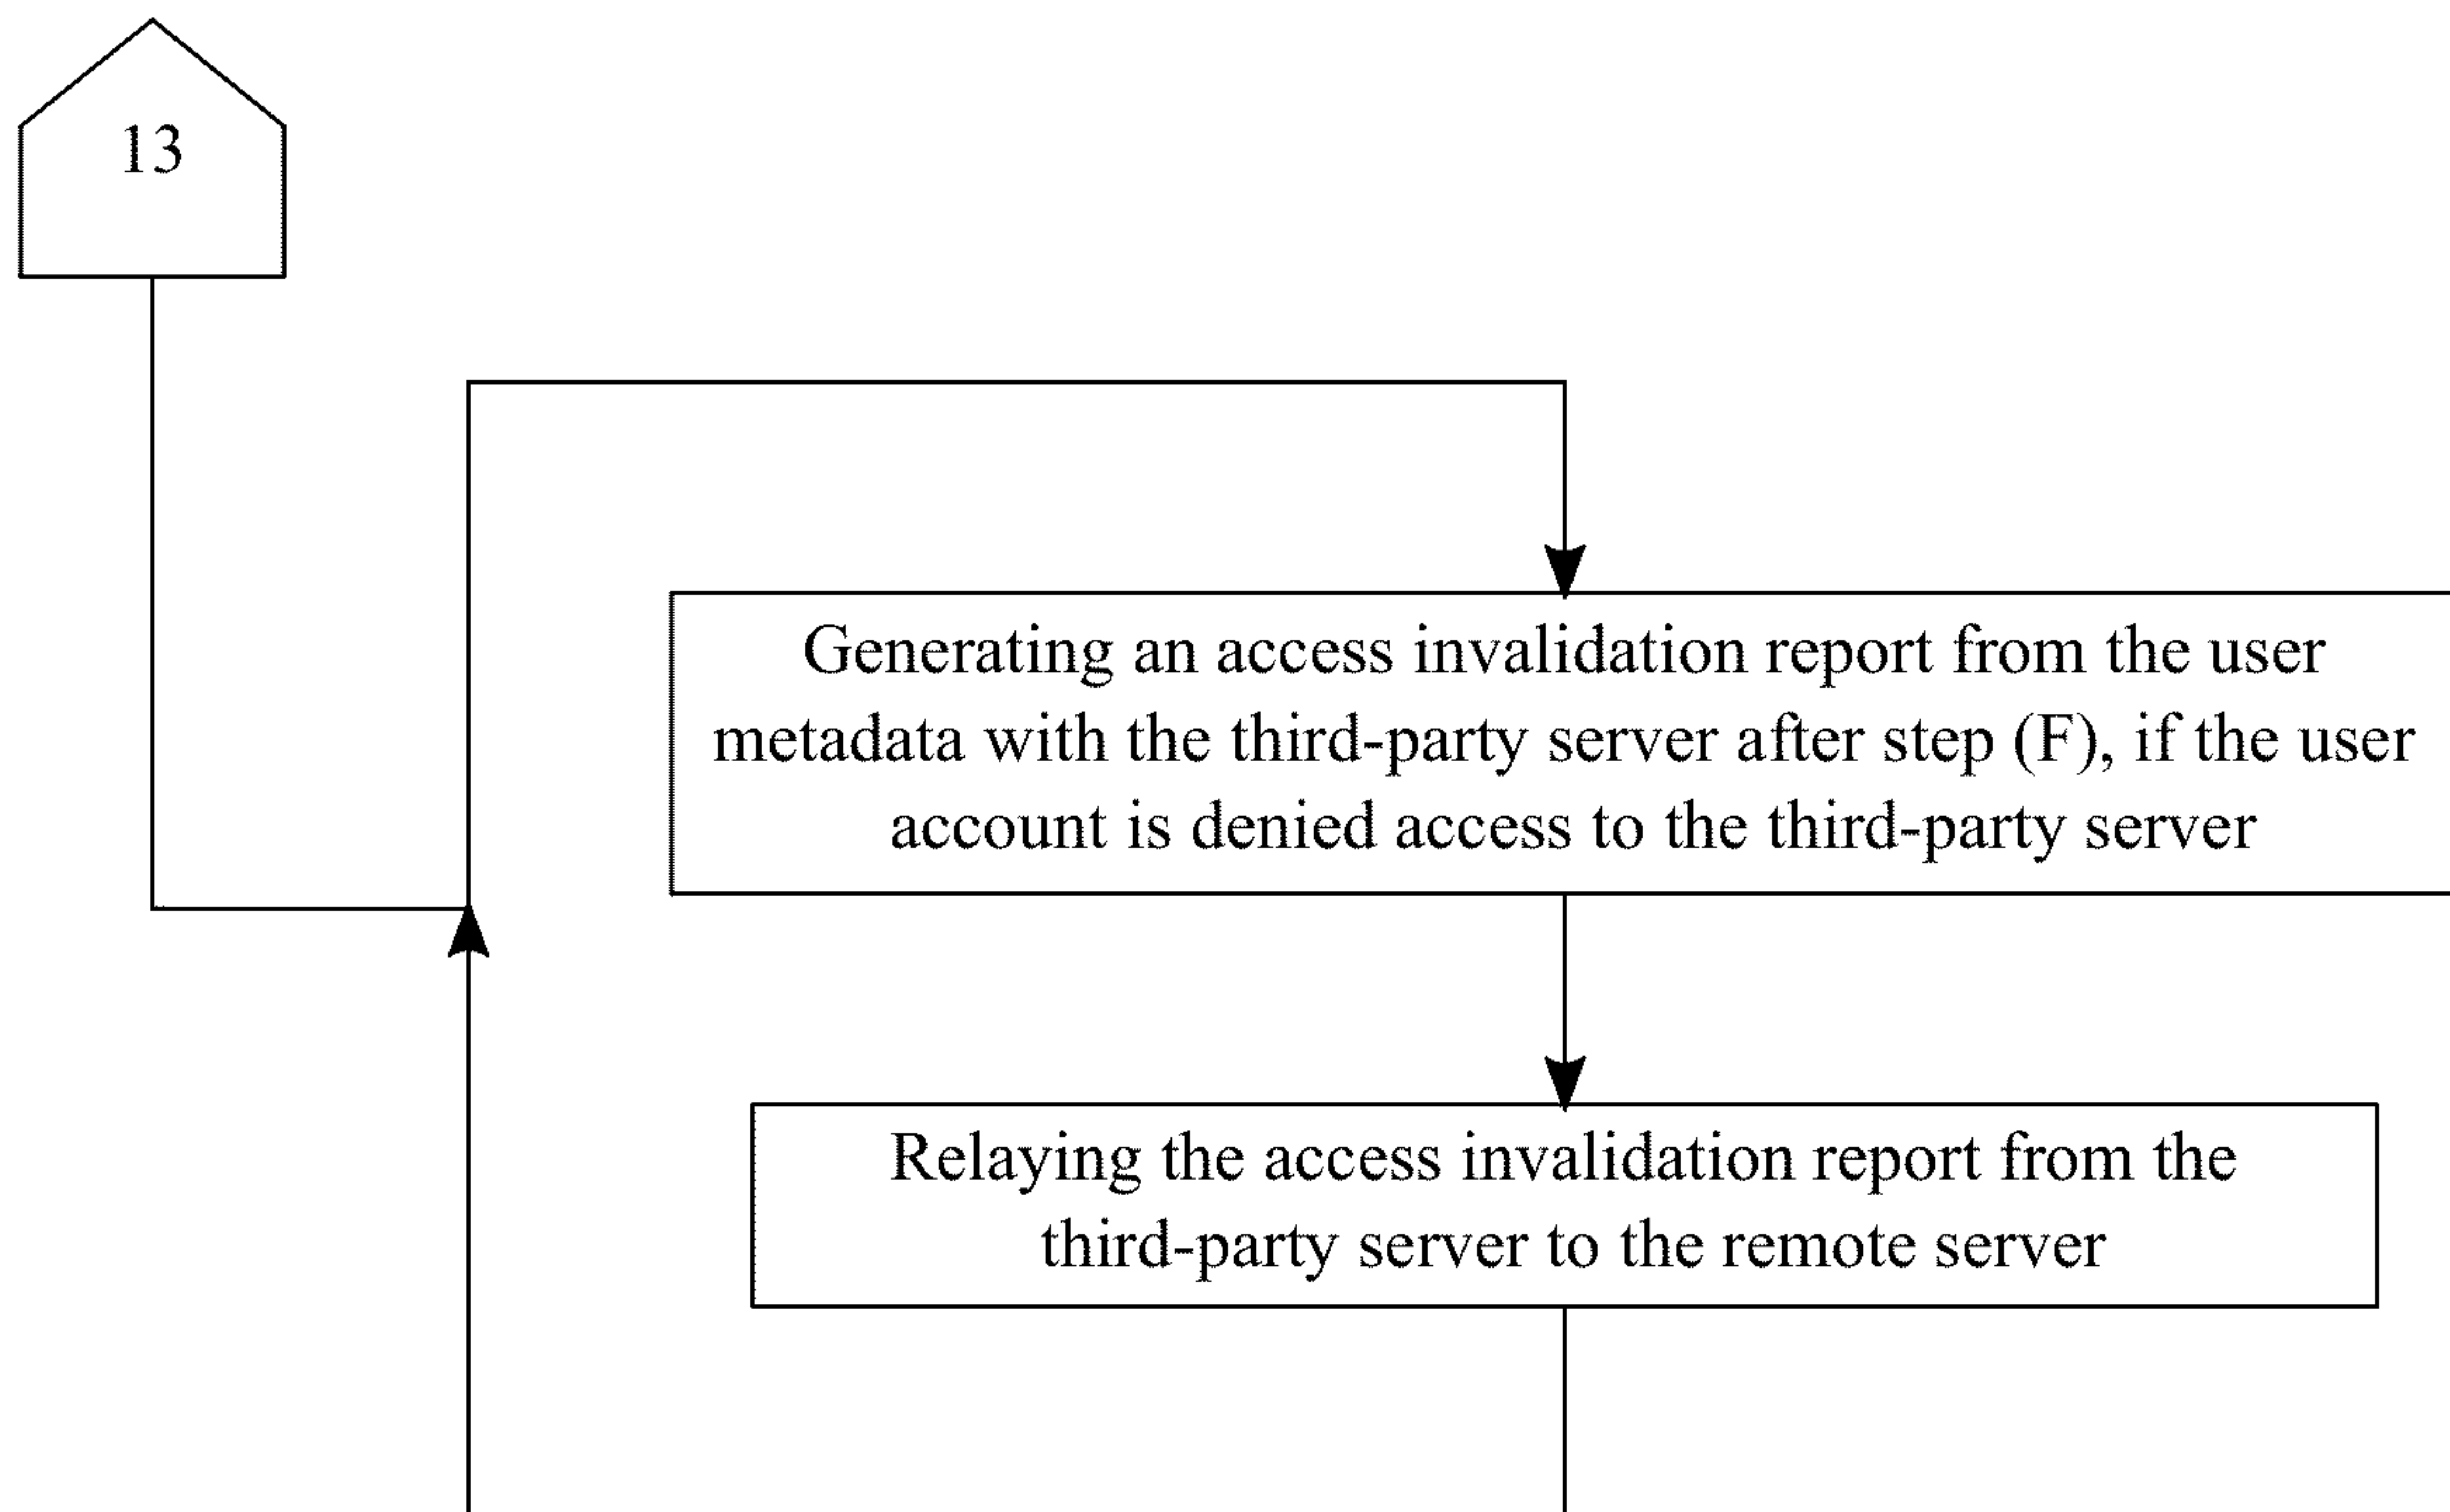 13
Generating an access invalidation report from the user
metadata with the third-party server after step (F), if the user
account is denied access to the third-party server
Relaying the access invalidation report from the
third-party server to the remote server